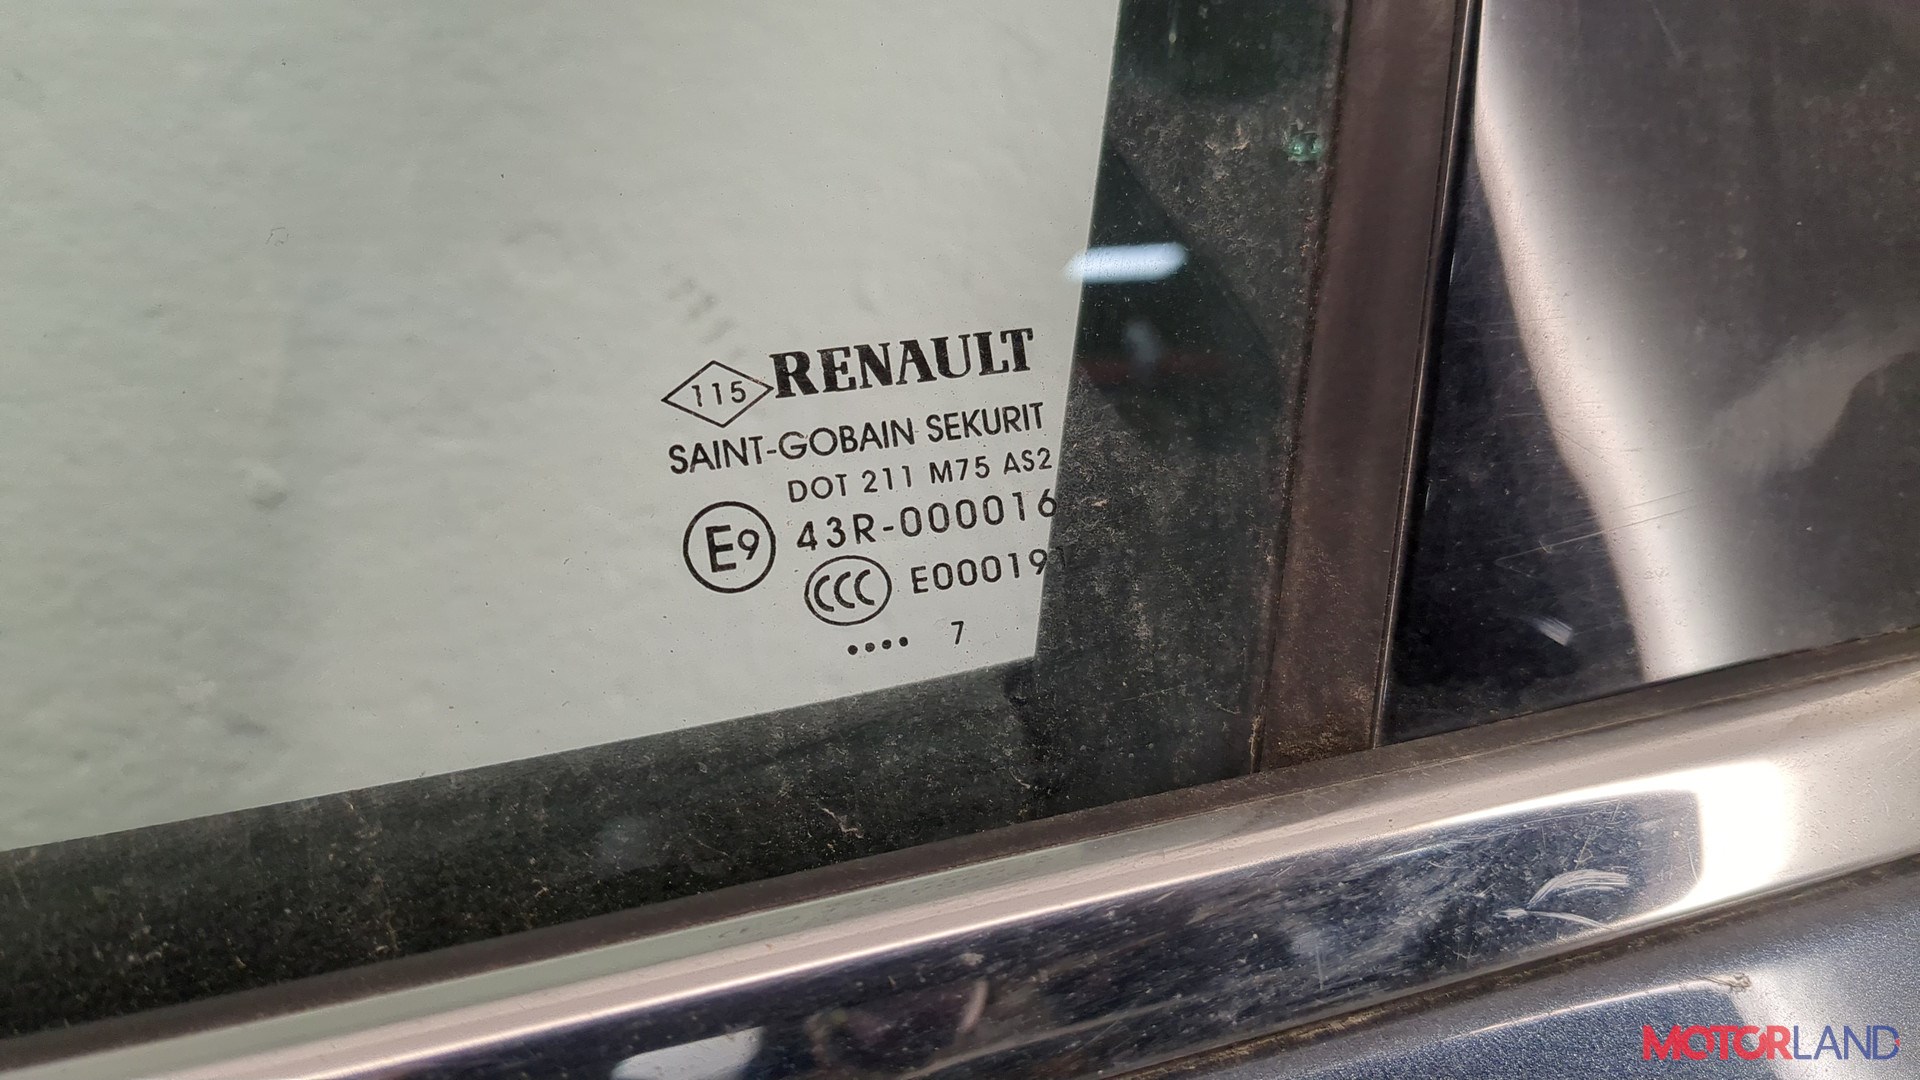 115 RENAULT
SAINT-GOBAIN SEKURIT
DOT 211 M75 AS2
E9 43R-000016
CCC E000191
•••• 7
MOTORLAND